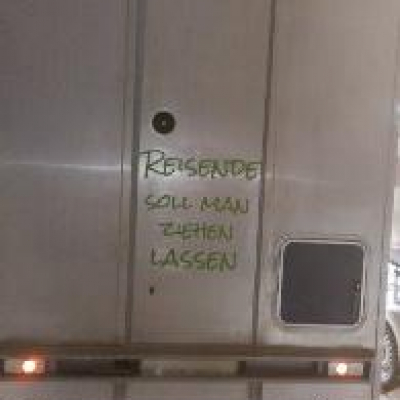 REISENDE
SOLL MAN
ZIEHEN
LASSEN